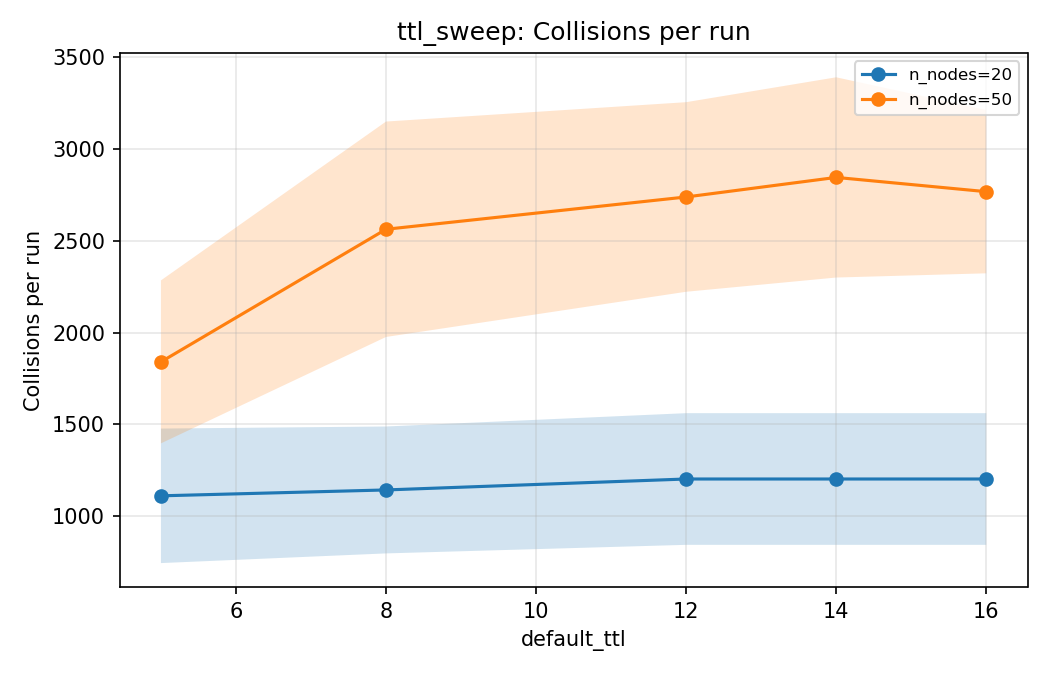 ttl_sweep: Collisions per run
n_nodes=20
n_nodes=50
Collisions per run
3500
3000
2500
2000
1500
1000
6 8 10 12 14 16
default_ttl